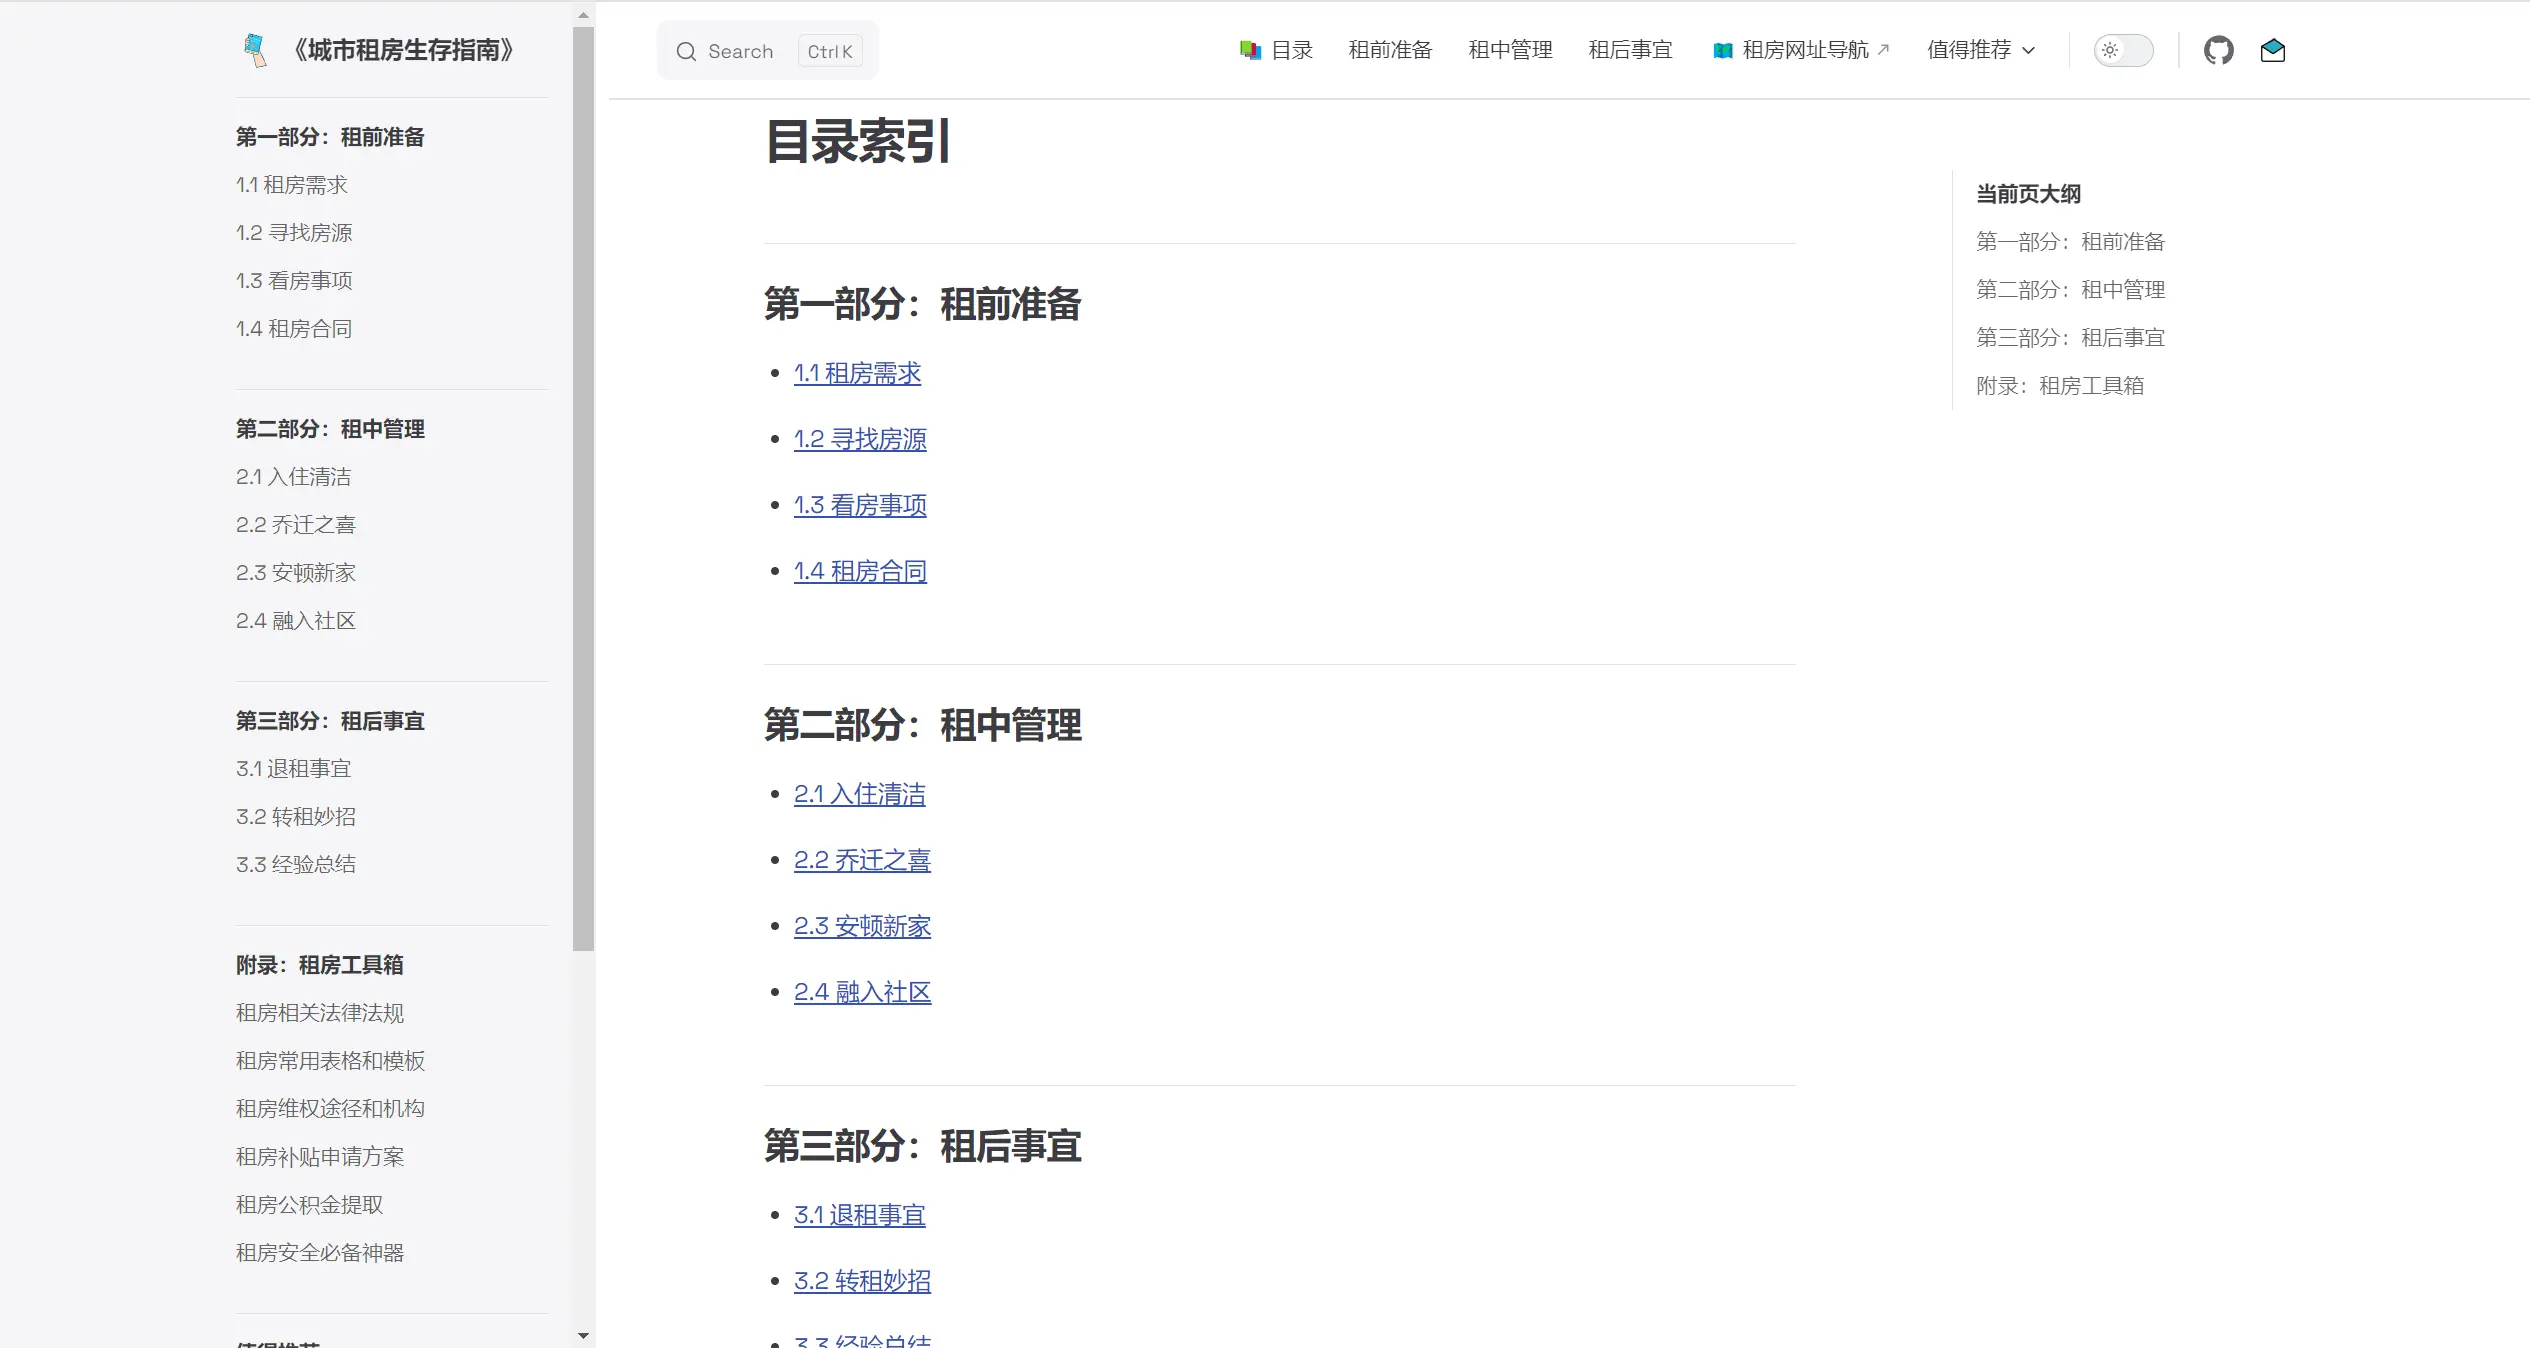 《城市租房生存指南》
第一部分：租前准备
1.1 租房需求
1.2 寻找房源
1.3 看房事项
1.4 租房合同
第二部分：租中管理
2.1 入住清洁
2.2 乔迁之喜
2.3 安顿新家
2.4 融入社区
第三部分：租后事宜
3.1 退租事宜
3.2 转租妙招
3.3 经验总结
附录：租房工具箱
租房相关法律法规
租房常用表格和模板
租房维权途径和机构
租房补贴申请方案
租房公积金提取
租房安全必备神器
值得推荐
Search Ctrl K
目录 租前准备 租中管理 租后事宜 租房网址导航 值得推荐
目录索引
第一部分：租前准备
1.1 租房需求
1.2 寻找房源
1.3 看房事项
1.4 租房合同
第二部分：租中管理
2.1 入住清洁
2.2 乔迁之喜
2.3 安顿新家
2.4 融入社区
第三部分：租后事宜
3.1 退租事宜
3.2 转租妙招
3.3 经验总结
当前页大纲
第一部分：租前准备
第二部分：租中管理
第三部分：租后事宜
附录：租房工具箱